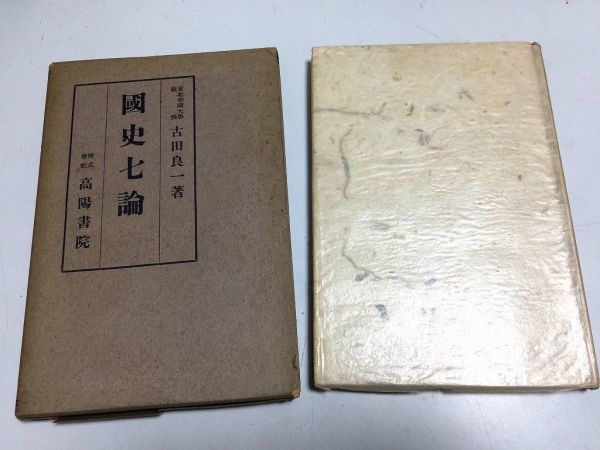 東北帝國大學
教授 古田良一著
國史七論
株式會社 高陽書院